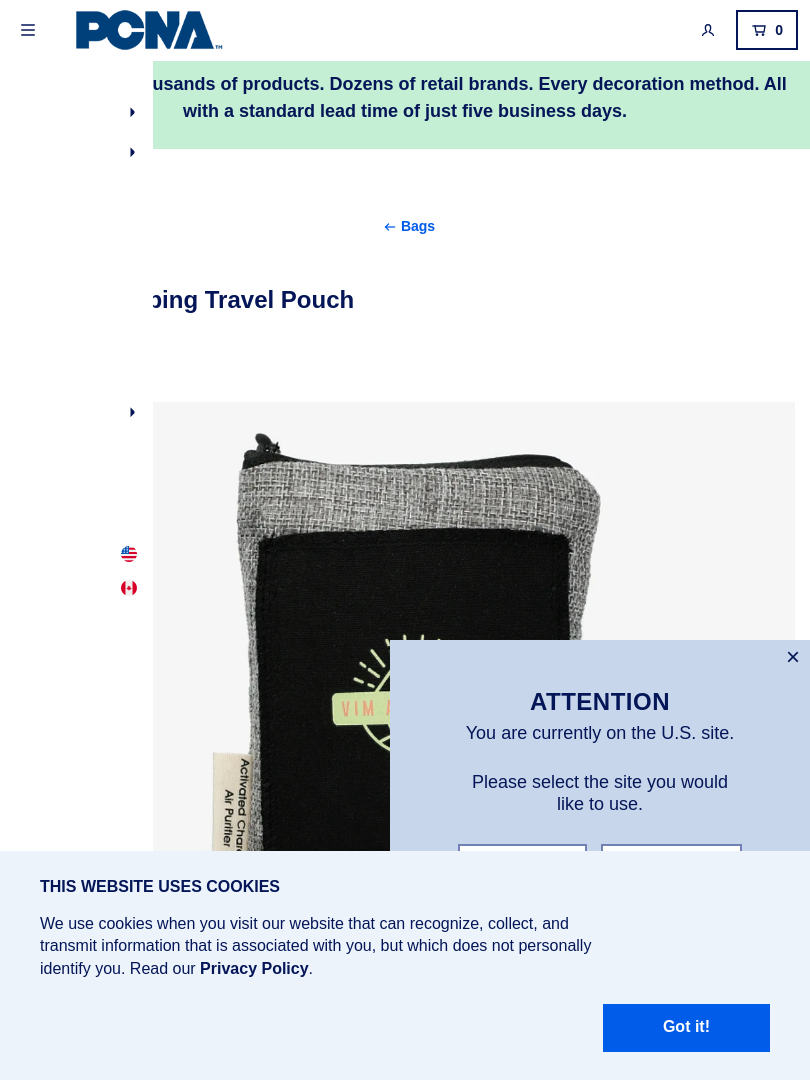 PCNA™
0
usands of products. Dozens of retail brands. Every decoration method. All
with a standard lead time of just five business days.
← Bags
ping Travel Pouch
VIM
Activated Charc
Air Purifier
×
ATTENTION
You are currently on the U.S. site.
Please select the site you would
like to use.
THIS WEBSITE USES COOKIES
We use cookies when you visit our website that can recognize, collect, and
transmit information that is associated with you, but which does not personally
identify you. Read our Privacy Policy.
Got it!